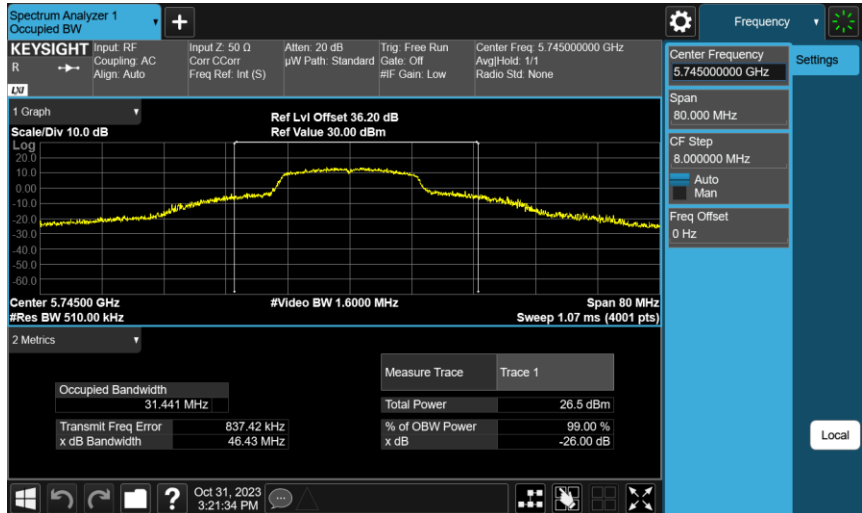 Spectrum Analyzer 1
Occupied BW
Frequency
KEYSIGHT
R
LXI
Input: RF
Coupling: AC
Align: Auto
Input Z: 50 Ω
Corr CCorr
Freq Ref: Int (S)
Atten: 20 dB
µW Path: Standard
Trig: Free Run
Gate: Off
#IF Gain: Low
Center Freq: 5.745000000 GHz
Avg|Hold: 1/1
Radio Std: None
Center Frequency
5.745000000 GHz
Settings
Span
80.000 MHz
CF Step
8.000000 MHz
Auto
Man
Freq Offset
0 Hz
Local
1 Graph
Scale/Div 10.0 dB
Ref Lvl Offset 36.20 dB
Ref Value 30.00 dBm
Log
20.0
10.0
0.00
-10.0
-20.0
-30.0
-40.0
-50.0
-60.0
Center 5.74500 GHz
#Res BW 510.00 kHz
#Video BW 1.6000 MHz
Span 80 MHz
Sweep 1.07 ms (4001 pts)
2 Metrics
Measure Trace Trace 1
Occupied Bandwidth
31.441 MHz
Total Power 26.5 dBm
Transmit Freq Error 837.42 kHz
% of OBW Power 99.00 %
x dB Bandwidth 46.43 MHz
x dB -26.00 dB
?
Oct 31, 2023
3:21:34 PM